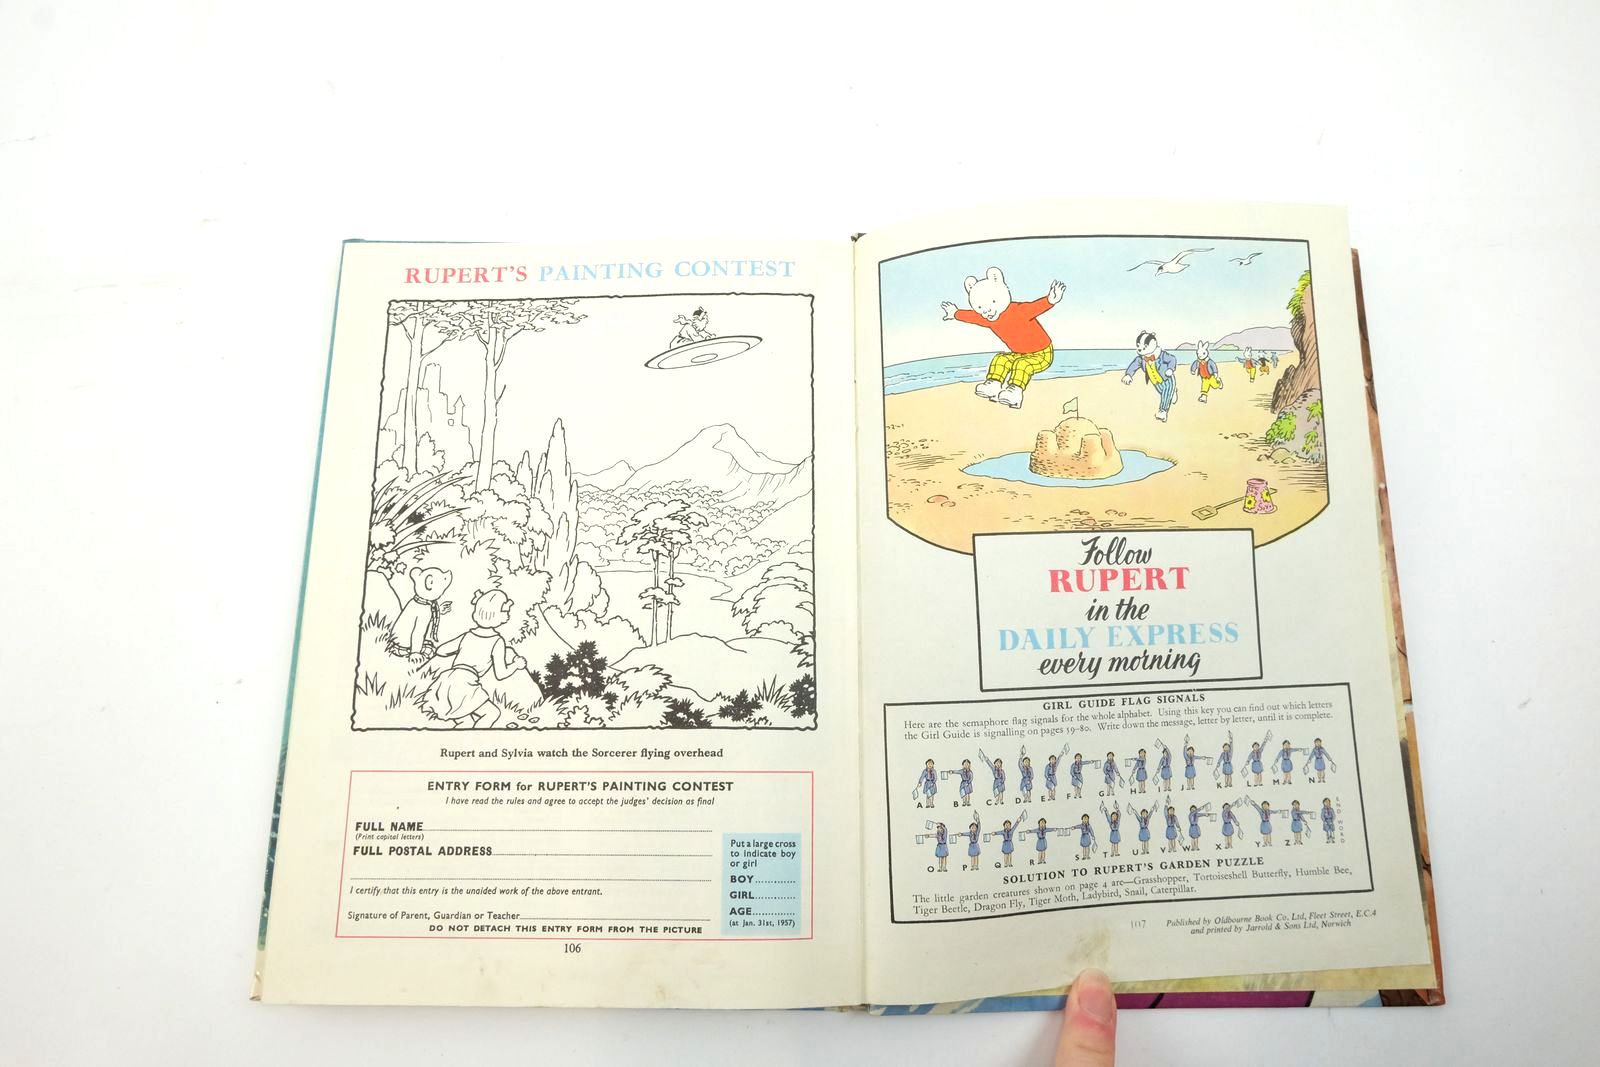 RUPERT'S PAINTING CONTEST
Rupert and Sylvia watch the Sorcerer flying overhead
ENTRY FORM for RUPERT'S PAINTING CONTEST
I have read the rules and agree to accept the judges' decision as final
FULL NAME
(Print capital letters)
FULL POSTAL ADDRESS
I certify that this entry is the unaided work of the above entrant.
Signature of Parent, Guardian or Teacher
DO NOT DETACH THIS ENTRY FORM FROM THE PICTURE
Put a large cross
to indicate boy
or girl
BOY
GIRL
AGE
(at Jan. 31st, 1957)
106
Follow
RUPERT
in the
DAILY EXPRESS
every morning
GIRL GUIDE FLAG SIGNALS
Here are the semaphore flag signals for the whole alphabet. Using this key you can find out which letters
the Girl Guide is signalling on pages 59-80. Write down the message, letter by letter, until it is complete.
A B C D E F G H I J K L M N
O P Q R S T U V W X Y Z END WORD
SOLUTION TO RUPERT'S GARDEN PUZZLE
The little garden creatures shown on page 4 are—Grasshopper, Tortoiseshell Butterfly, Humble Bee,
Tiger Beetle, Dragon Fly, Tiger Moth, Ladybird, Snail, Caterpillar.
107
Published by Oldbourne Book Co. Ltd, Fleet Street, E.C.4
and printed by Jarrold & Sons Ltd, Norwich